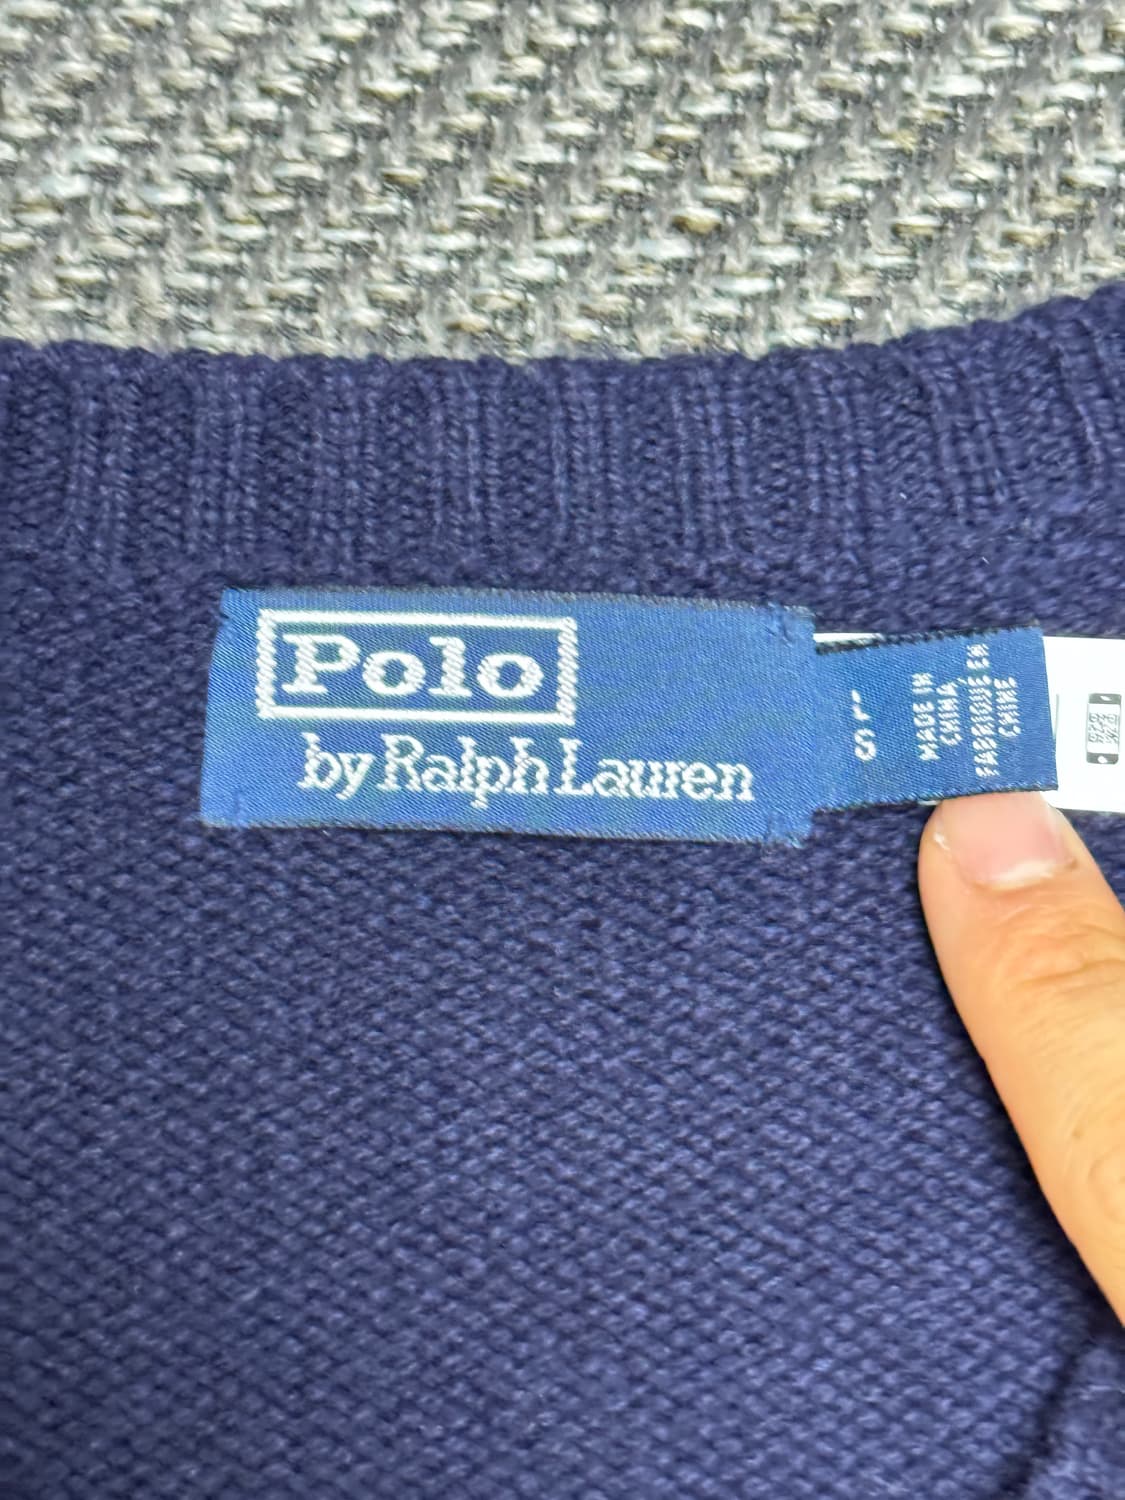 Polo
by Ralph Lauren
S
MADE IN
CHINA
FABRIQUÉ EN
CHINE